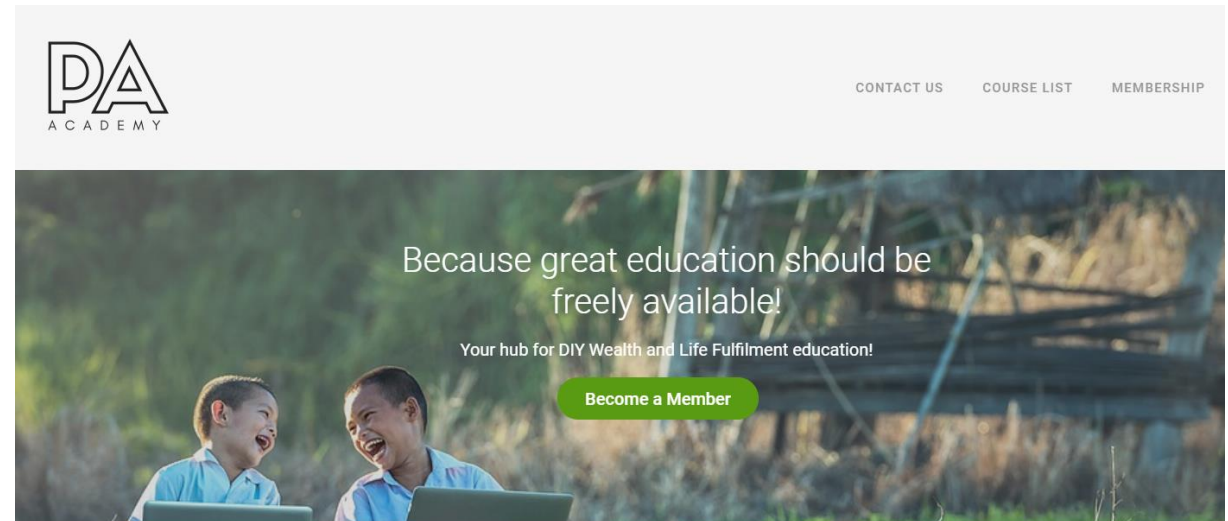 PA
ACADEMY
CONTACT US
COURSE LIST
MEMBERSHIP
Because great education should be
freely available!
Your hub for DIY Wealth and Life Fulfilment education!
Become a Member